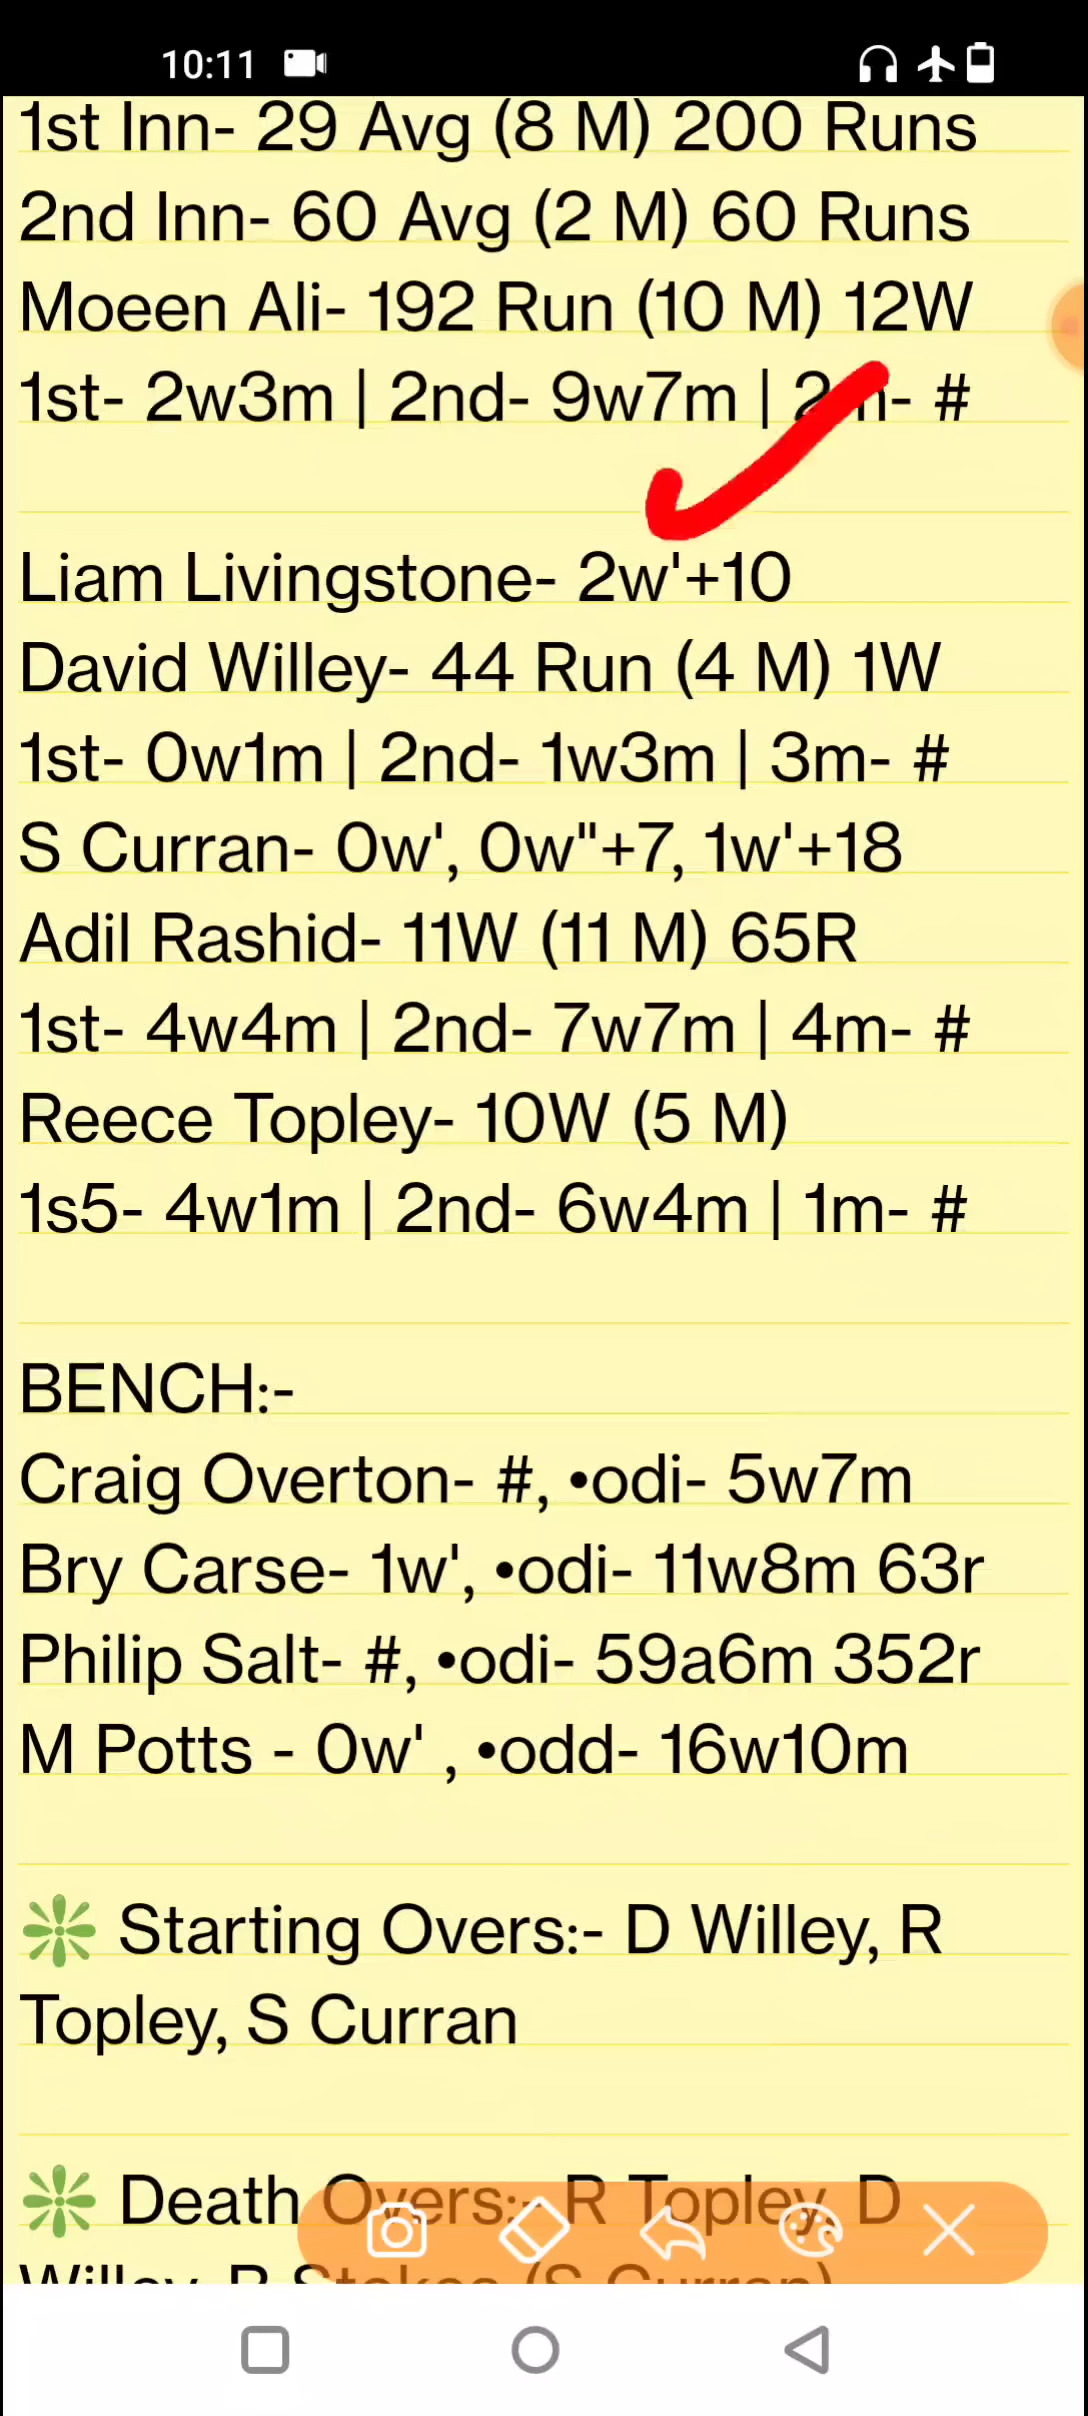 10:11
1st Inn- 29 Avg (8 M) 200 Runs
2nd Inn- 60 Avg (2 M) 60 Runs
Moeen Ali- 192 Run (10 M) 12W
1st- 2w3m | 2nd- 9w7m | 2m- #
Liam Livingstone- 2w'+10
David Willey- 44 Run (4 M) 1W
1st- 0w1m | 2nd- 1w3m | 3m- #
S Curran- 0w', 0w"+7, 1w'+18
Adil Rashid- 11W (11 M) 65R
1st- 4w4m | 2nd- 7w7m | 4m- #
Reece Topley- 10W (5 M)
1s5- 4w1m | 2nd- 6w4m | 1m- #
BENCH:-
Craig Overton- #, •odi- 5w7m
Bry Carse- 1w', •odi- 11w8m 63r
Philip Salt- #, •odi- 59a6m 352r
M Potts - 0w' , •odd- 16w10m
Starting Overs:- D Willey, R
Topley, S Curran
Death Overs:- R Topley, D
Willey, B Stokes (S Curran)